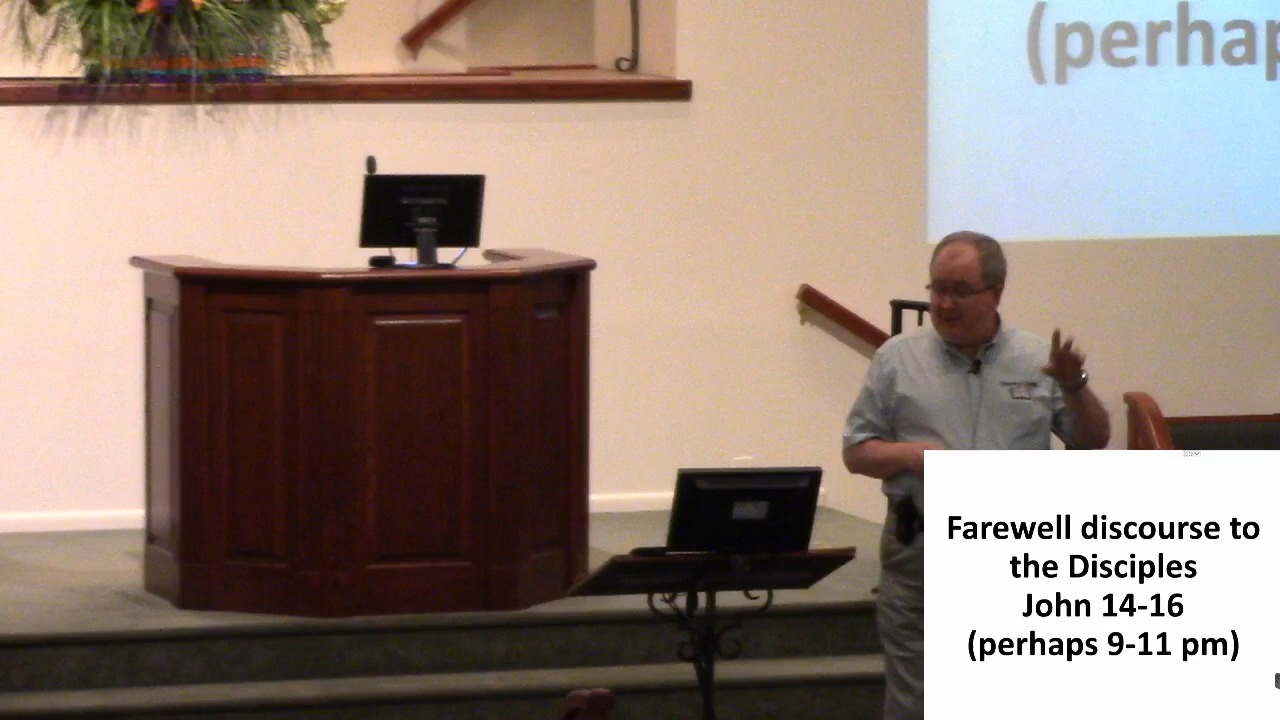 (perhap
Farewell discourse to
the Disciples
John 14-16
(perhaps 9-11 pm)